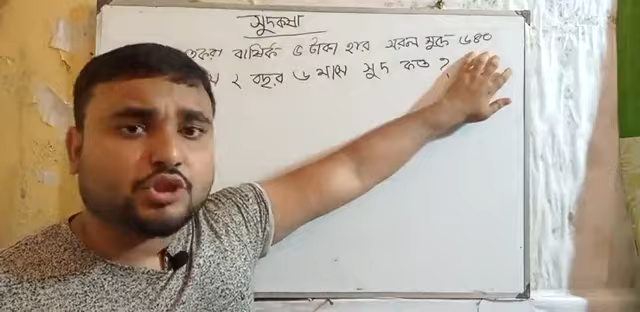 সুদকষা
বার্ষিক ৫ টাকা হার সরল সুদে ৬৪০
২ বছর ৬ মাস সুদ কত ?